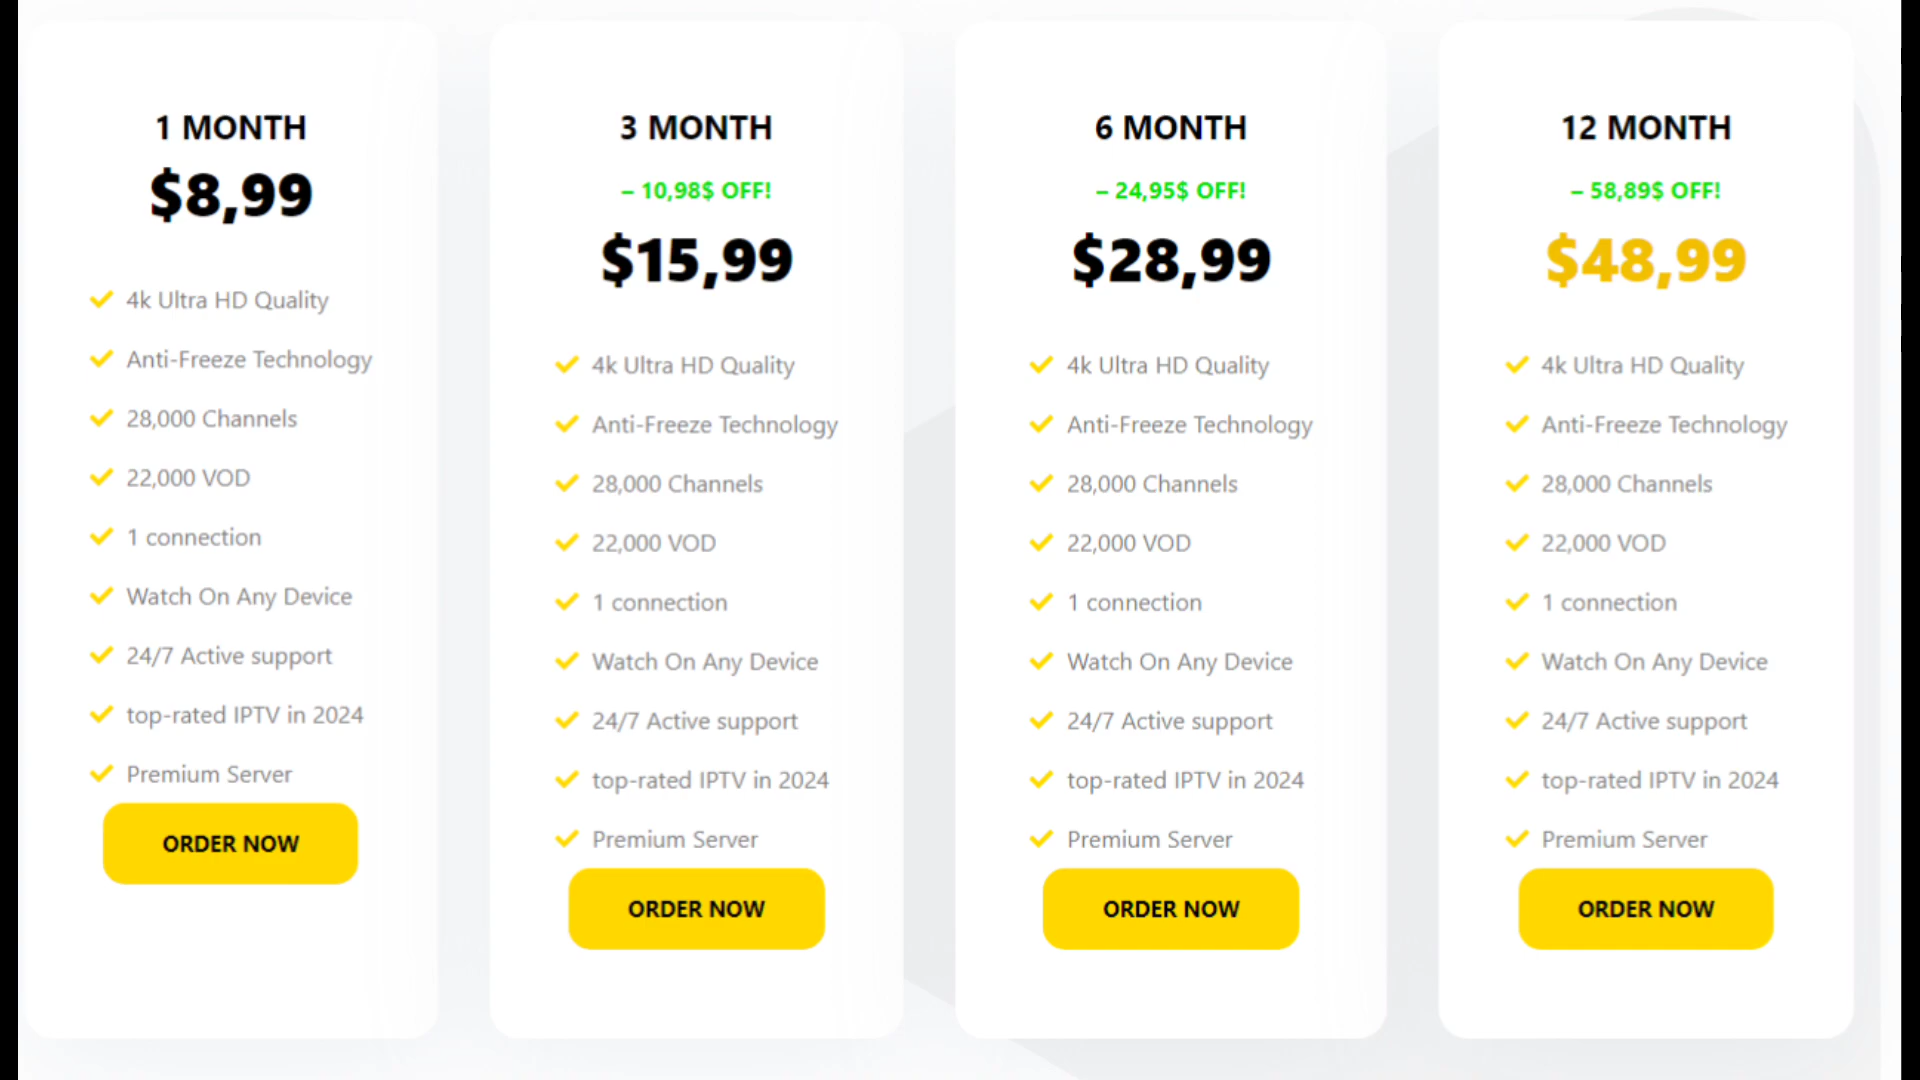 1 MONTH
$8,99
4k Ultra HD Quality
Anti-Freeze Technology
28,000 Channels
22,000 VOD
1 connection
Watch On Any Device
24/7 Active support
top-rated IPTV in 2024
Premium Server
ORDER NOW
3 MONTH
– 10,98$ OFF!
$15,99
4k Ultra HD Quality
Anti-Freeze Technology
28,000 Channels
22,000 VOD
1 connection
Watch On Any Device
24/7 Active support
top-rated IPTV in 2024
Premium Server
ORDER NOW
6 MONTH
– 24,95$ OFF!
$28,99
4k Ultra HD Quality
Anti-Freeze Technology
28,000 Channels
22,000 VOD
1 connection
Watch On Any Device
24/7 Active support
top-rated IPTV in 2024
Premium Server
ORDER NOW
12 MONTH
– 58,89$ OFF!
$48,99
4k Ultra HD Quality
Anti-Freeze Technology
28,000 Channels
22,000 VOD
1 connection
Watch On Any Device
24/7 Active support
top-rated IPTV in 2024
Premium Server
ORDER NOW